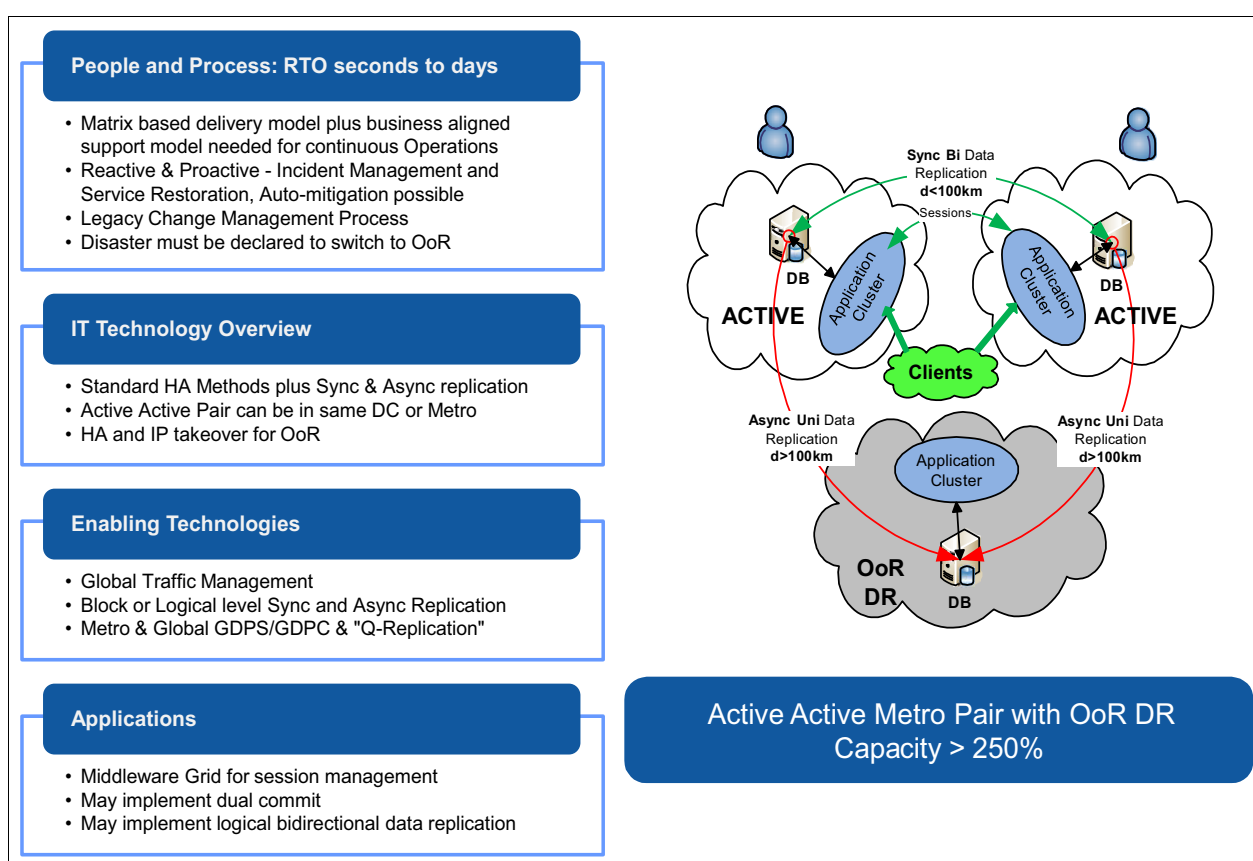 People and Process: RTO seconds to days
• Matrix based delivery model plus business aligned
support model needed for continuous Operations
• Reactive & Proactive - Incident Management and
Service Restoration, Auto-mitigation possible
• Legacy Change Management Process
• Disaster must be declared to switch to OoR
IT Technology Overview
• Standard HA Methods plus Sync & Async replication
• Active Active Pair can be in same DC or Metro
• HA and IP takeover for OoR
Enabling Technologies
• Global Traffic Management
• Block or Logical level Sync and Async Replication
• Metro & Global GDPS/GDPC & "Q-Replication"
Applications
• Middleware Grid for session management
• May implement dual commit
• May implement logical bidirectional data replication
Sync Bi Data
Replication
d<100km
Sessions
DB
Application
Cluster
ACTIVE
Application
Cluster
DB
ACTIVE
Clients
Async Uni Data
Replication
d>100km
Async Uni Data
Replication
d>100km
Application
Cluster
OoR
DR
DB
Active Active Metro Pair with OoR DR
Capacity > 250%